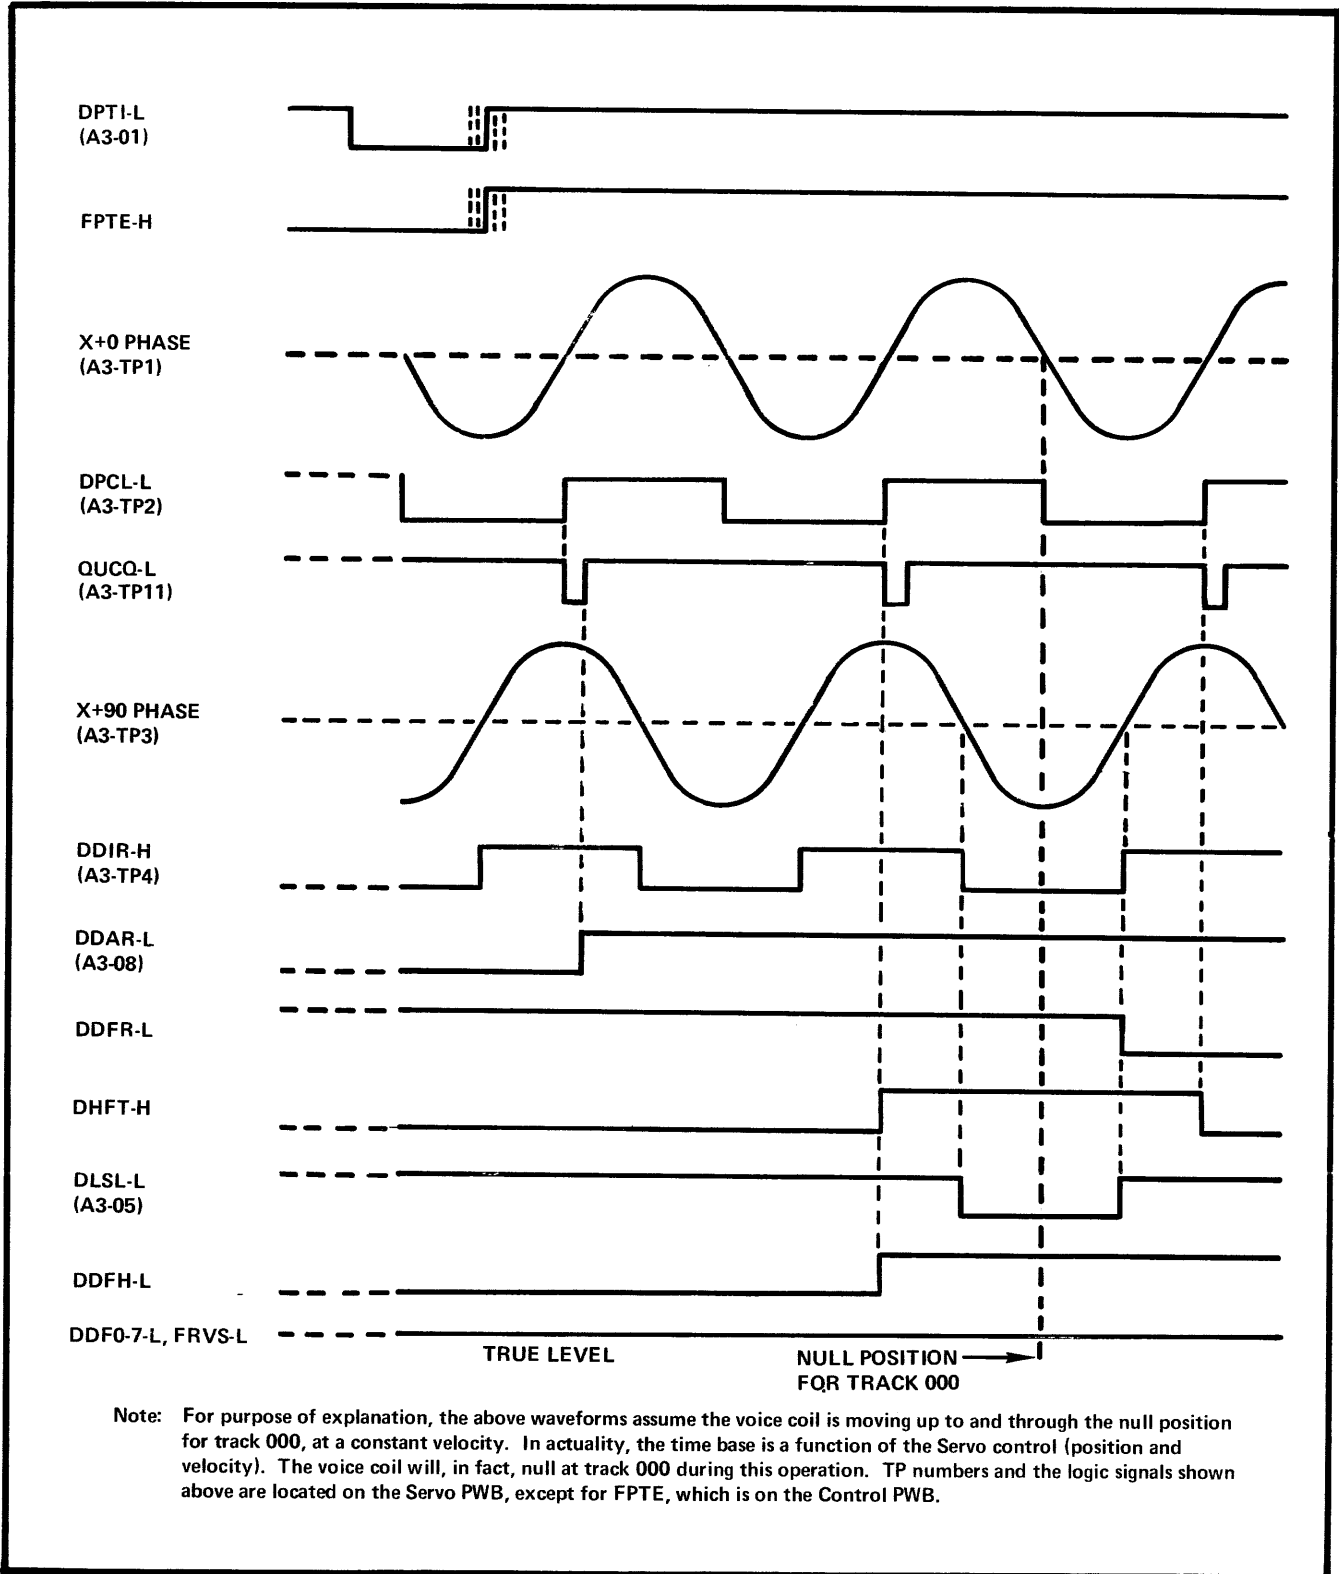 DPTI-L
(A3-01)
FPTE-H
X+0 PHASE
(A3-TP1)
DPCL-L
(A3-TP2)
QUCQ-L
(A3-TP11)
X+90 PHASE
(A3-TP3)
DDIR-H
(A3-TP4)
DDAR-L
(A3-08)
DDFR-L
DHFT-H
DLSL-L
(A3-05)
DDFH-L
DDF0-7-L, FRVS-L
TRUE LEVEL
NULL POSITION
FOR TRACK 000
Note: For purpose of explanation, the above waveforms assume the voice coil is moving up to and through the null position
for track 000, at a constant velocity. In actuality, the time base is a function of the Servo control (position and
velocity). The voice coil will, in fact, null at track 000 during this operation. TP numbers and the logic signals shown
above are located on the Servo PWB, except for FPTE, which is on the Control PWB.